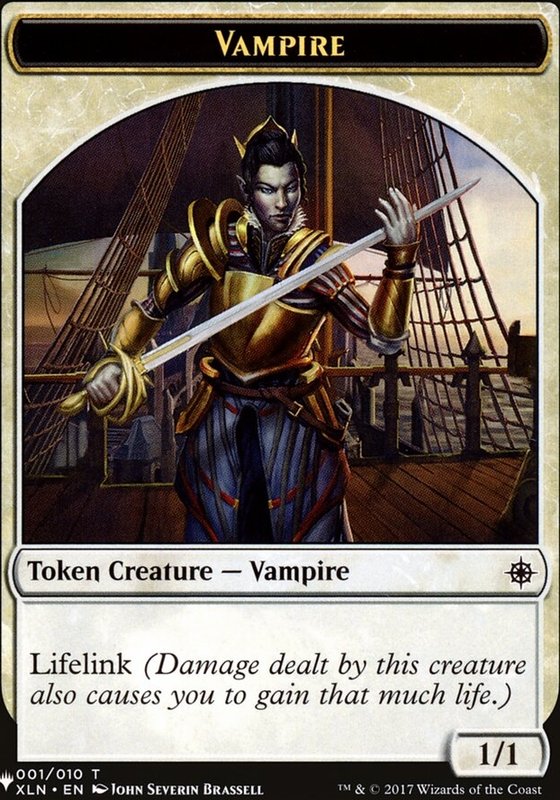 VAMPIRE
Token Creature — Vampire
Lifelink (Damage dealt by this creature
also causes you to gain that much life.)
1/1
001/010 T
XLN • EN JOHN SEVERIN BRASSELL
™ & © 2017 Wizards of the Coast